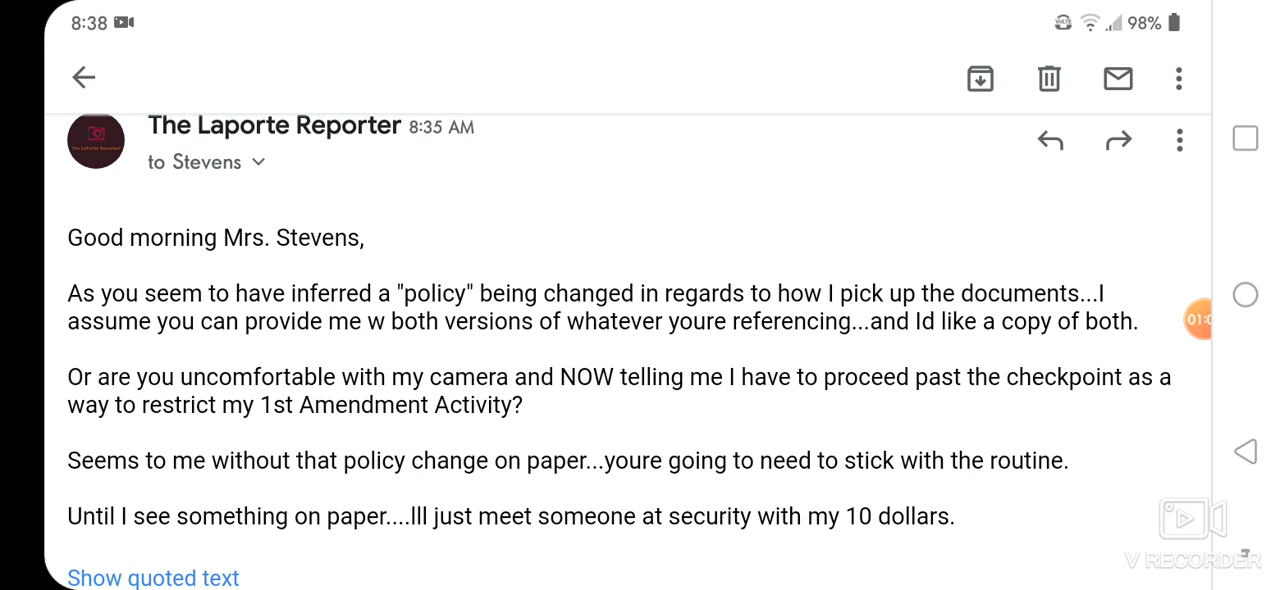 8:38
98%
The Laporte Reporter 8:35 AM
to Stevens
The LaPorte Reporter
Good morning Mrs. Stevens,
As you seem to have inferred a "policy" being changed in regards to how I pick up the documents...I
assume you can provide me w both versions of whatever youre referencing...and Id like a copy of both.
Or are you uncomfortable with my camera and NOW telling me I have to proceed past the checkpoint as a
way to restrict my 1st Amendment Activity?
Seems to me without that policy change on paper...youre going to need to stick with the routine.
Until I see something on paper....Ill just meet someone at security with my 10 dollars.
Show quoted text
V RECORDER